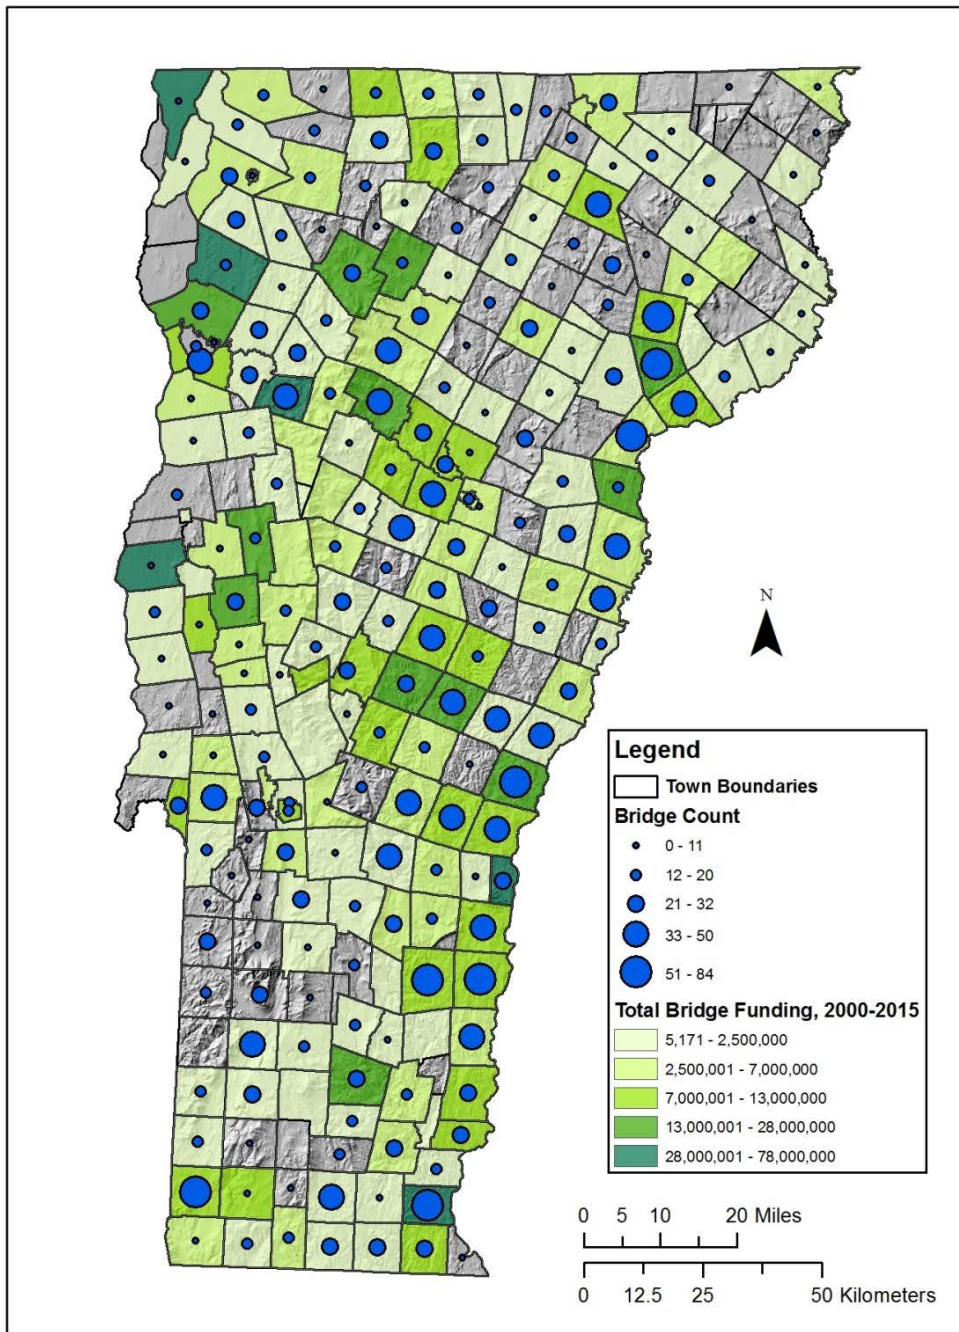 N
Legend
Town Boundaries
Bridge Count
0 - 11
12 - 20
21 - 32
33 - 50
51 - 84
Total Bridge Funding, 2000-2015
5,171 - 2,500,000
2,500,001 - 7,000,000
7,000,001 - 13,000,000
13,000,001 - 28,000,000
28,000,001 - 78,000,000
0 5 10 20 Miles
0 12.5 25 50 Kilometers